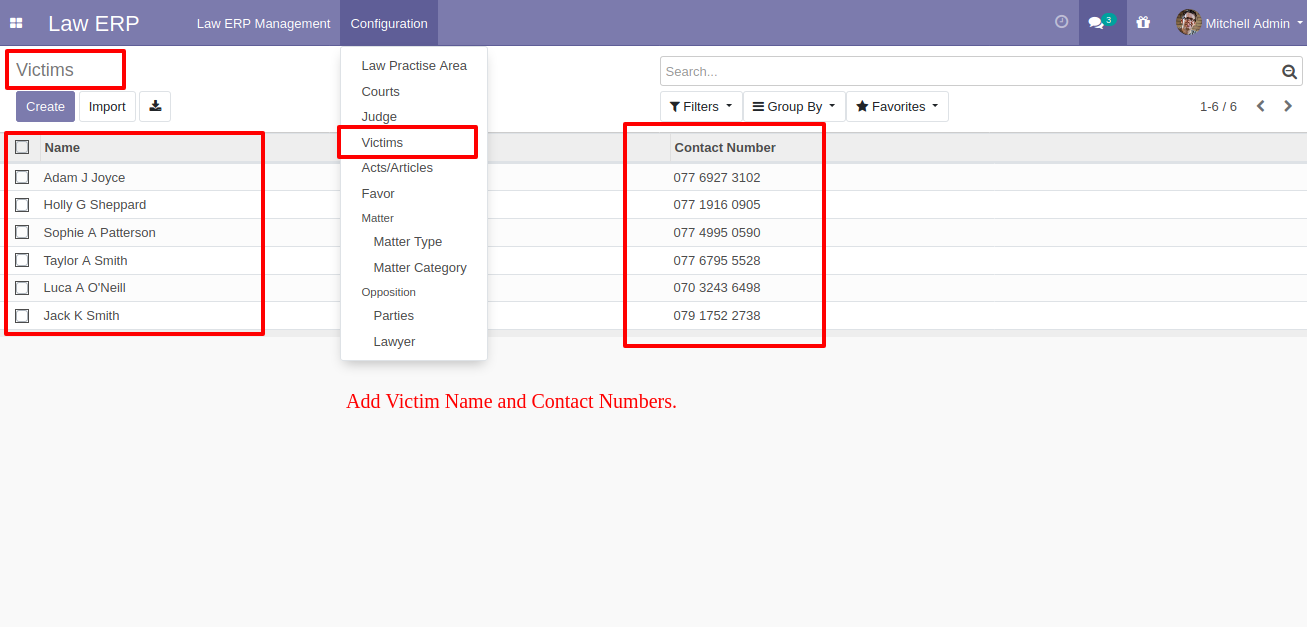 Law ERP Law ERP Management Configuration 3 Mitchell Admin
Victims
Search...
Create Import
Filters Group By Favorites 1-6 / 6
Law Practise Area
Courts
Judge
Victims
Acts/Articles
Favor
Matter
Matter Type
Matter Category
Opposition
Parties
Lawyer
Name Contact Number
Adam J Joyce 077 6927 3102
Holly G Sheppard 077 1916 0905
Sophie A Patterson 077 4995 0590
Taylor A Smith 077 6795 5528
Luca A O'Neill 070 3243 6498
Jack K Smith 079 1752 2738
Add Victim Name and Contact Numbers.